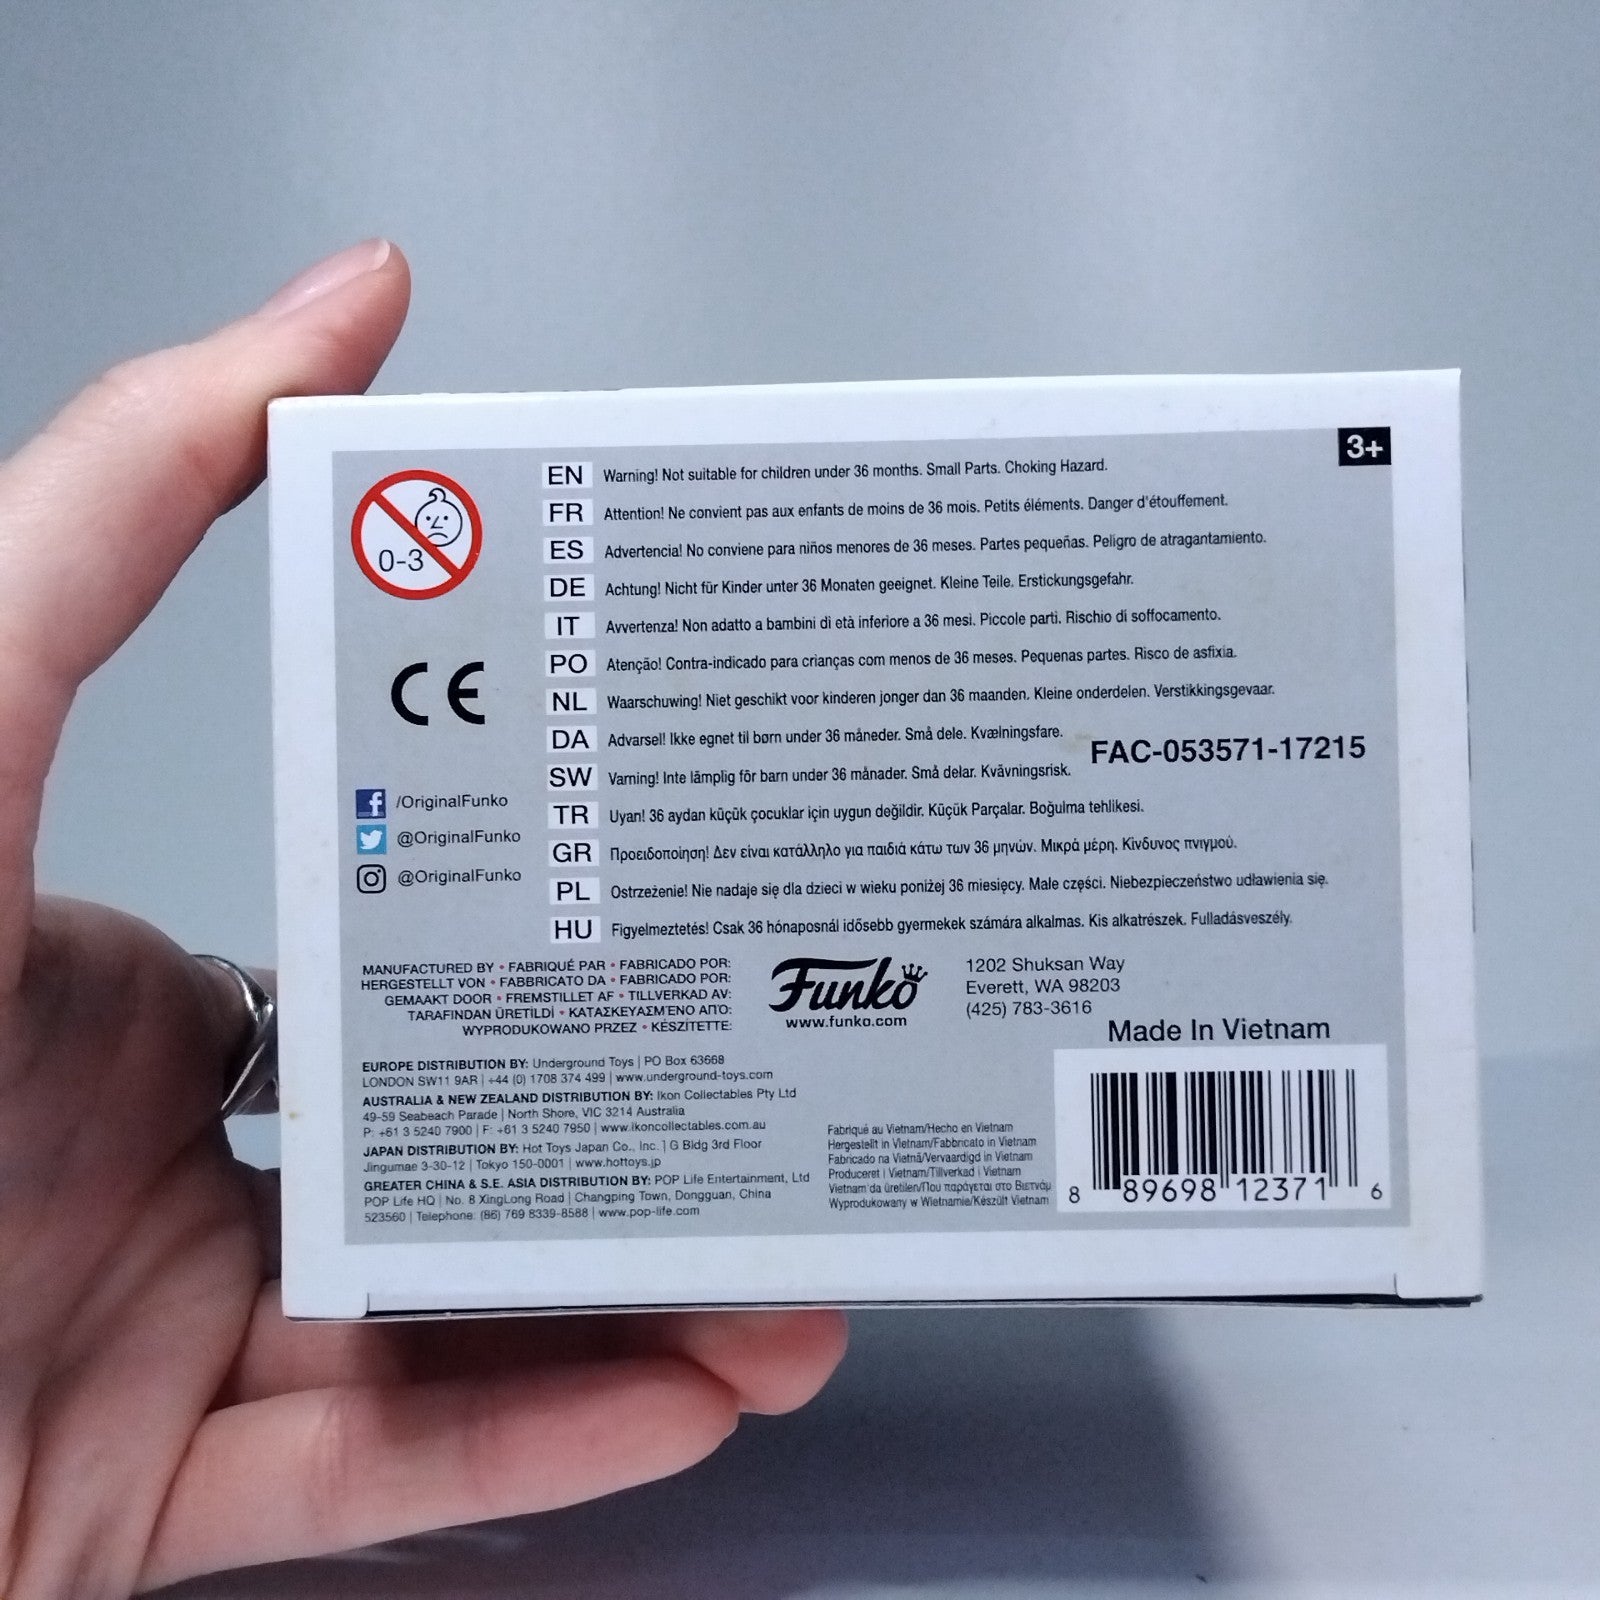 3+
0-3
EN Warning! Not suitable for children under 36 months. Small Parts. Choking Hazard.
FR Attention! Ne convient pas aux enfants de moins de 36 mois. Petits éléments. Danger d'étouffement.
ES Advertencia! No conviene para niños menores de 36 meses. Partes pequeñas. Peligro de atragantamiento.
DE Achtung! Nicht für Kinder unter 36 Monaten geeignet. Kleine Teile. Erstickungsgefahr.
IT Avvertenza! Non adatto a bambini di età inferiore a 36 mesi. Piccole parti. Rischio di soffocamento.
PO Atenção! Contra-indicado para crianças com menos de 36 meses. Pequenas partes. Risco de asfixia.
NL Waarschuwing! Niet geschikt voor kinderen jonger dan 36 maanden. Kleine onderdelen. Verstikkingsgevaar.
DA Advarsel! Ikke egnet til børn under 36 måneder. Små dele. Kvælningsfare.
SW Varning! Inte lämplig för barn under 36 månader. Små delar. Kvävningsrisk.
TR Uyan! 36 aydan küçük çocuklar için uygun değildir. Küçük Parçalar. Boğulma tehlikesi.
GR Προειδοποίηση! Δεν είναι κατάλληλο για παιδιά κάτω των 36 μηνών. Μικρά μέρη. Κίνδυνος πνιγμού.
PL Ostrzeżenie! Nie nadaje się dla dzieci w wieku poniżej 36 miesięcy. Małe części. Niebezpieczeństwo udławienia się.
HU Figyelmeztetés! Csak 36 hónaposnál idősebb gyermekek számára alkalmas. Kis alkatrészek. Fulladásveszély.
FAC-053571-17215
CE
/OriginalFunko
@OriginalFunko
@OriginalFunko
MANUFACTURED BY • FABRIQUÉ PAR • FABRICADO POR:
HERGESTELLT VON • FABBRICATO DA • FABRICADO POR:
GEMAAKT DOOR • FREMSTILLET AF • TILLVERKAD AV:
TARAFINDAN ÜRETİLDİ • ΚΑΤΑΣΚΕΥΑΣΜΈΝΟ ΑΠΌ:
WYPRODUKOWANO PRZEZ • KÉSZÍTETTE:
Funko
www.funko.com
1202 Shuksan Way
Everett, WA 98203
(425) 783-3616
Made In Vietnam
EUROPE DISTRIBUTION BY: Underground Toys | PO Box 63668
LONDON SW11 9AR | +44 (0) 1708 374 499 | www.underground-toys.com
AUSTRALIA & NEW ZEALAND DISTRIBUTION BY: Ikon Collectables Pty Ltd
49-59 Seabeach Parade | North Shore, VIC 3214 Australia
P: +61 3 5240 7900 | F: +61 3 5240 7950 | www.ikoncollectables.com.au
JAPAN DISTRIBUTION BY: Hot Toys Japan Co., Inc. | G Bldg 3rd Floor
Jingumae 3-30-12 | Tokyo 150-0001 | www.hottoys.jp
GREATER CHINA & S.E. ASIA DISTRIBUTION BY: POP Life Entertainment, Ltd
POP Life HQ | No. 8 XingLong Road | Changping Town, Dongguan, China
523560 | Telephone: (86) 769 8339-8588 | www.pop-life.com
Fabriqué au Vietnam/Hecho en Vietnam
Hergestellt in Vietnam/Fabbricato in Vietnam
Fabricado na Vietnã/Vervaardigd in Vietnam
Produceret i Vietnam/Tillverkad i Vietnam
Vietnam'da üretilen/Που παράγεται στο Βιετνάμ
Wyprodukowany w Wietnamie/Készült Vietnam
8 89698 12371 6